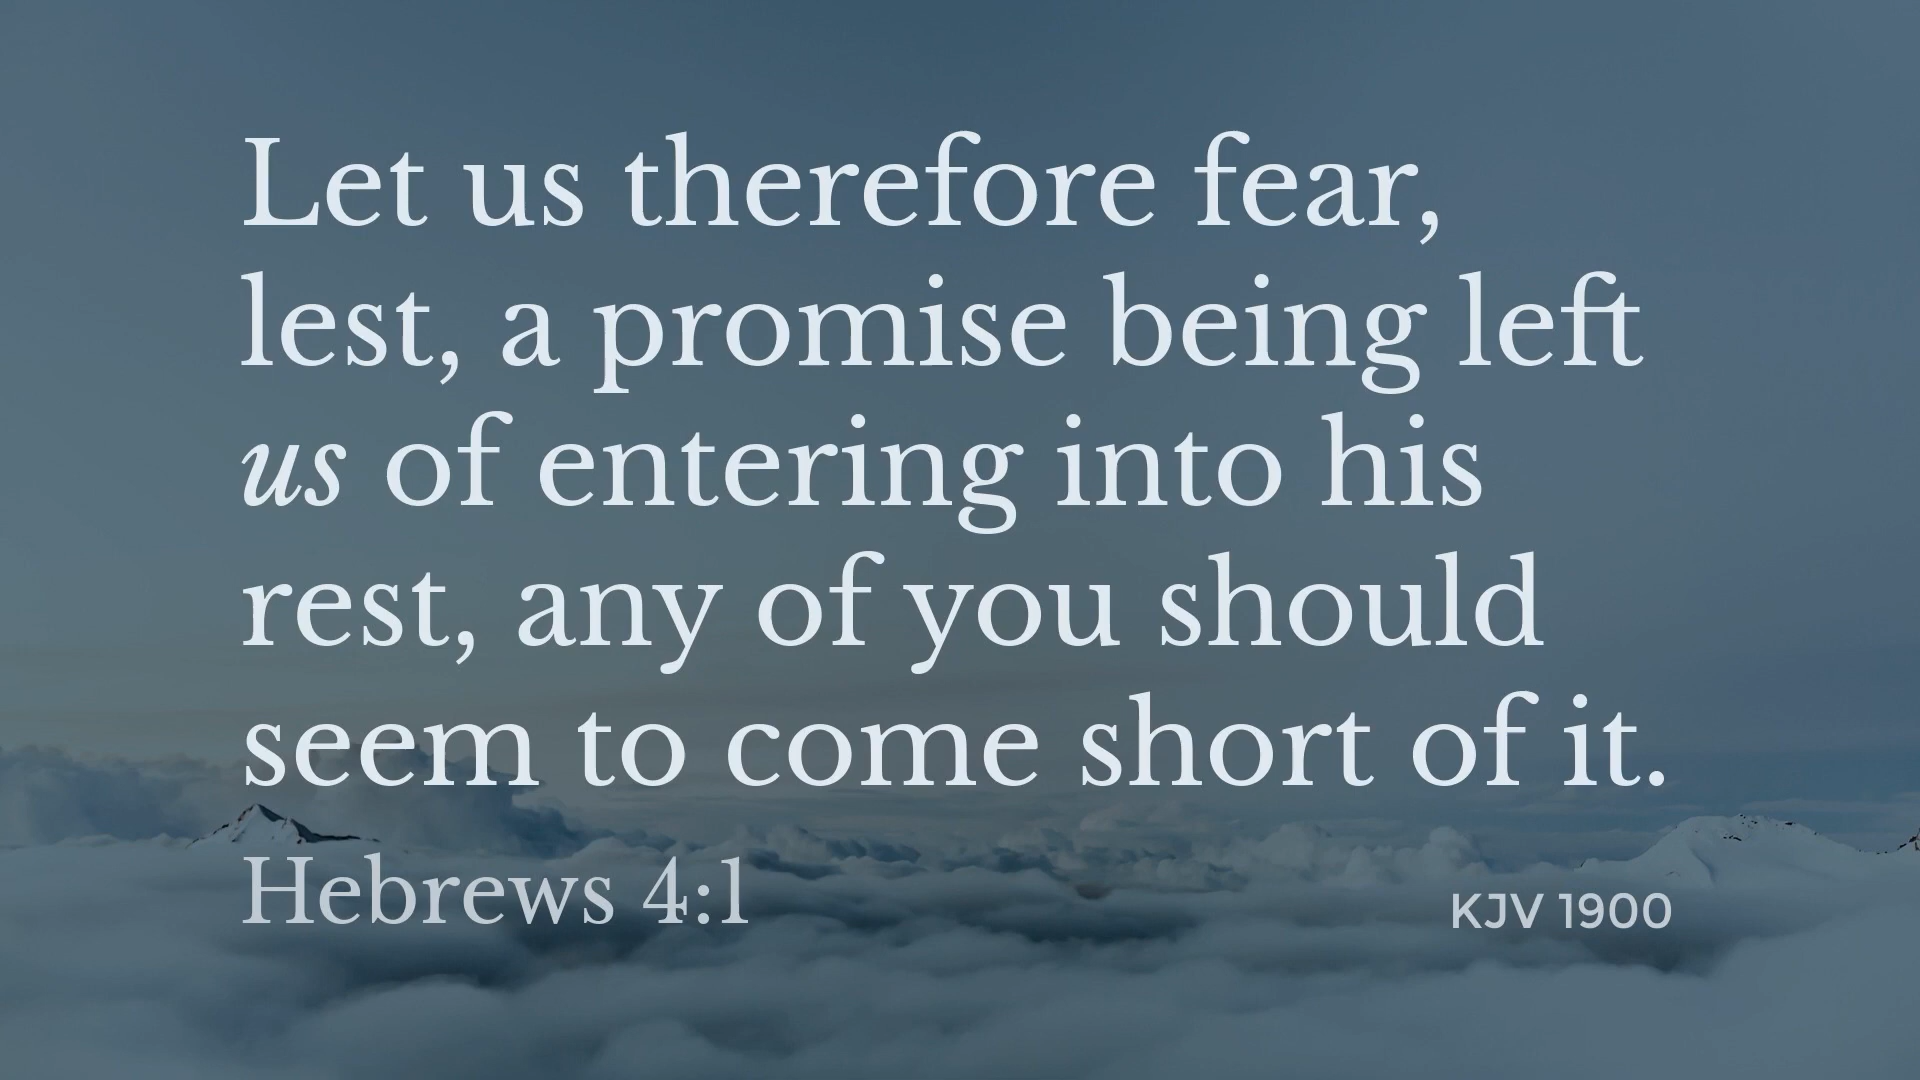 Let us therefore fear,
lest, a promise being left
us of entering into his
rest, any of you should
seem to come short of it.
Hebrews 4:1
KJV 1900